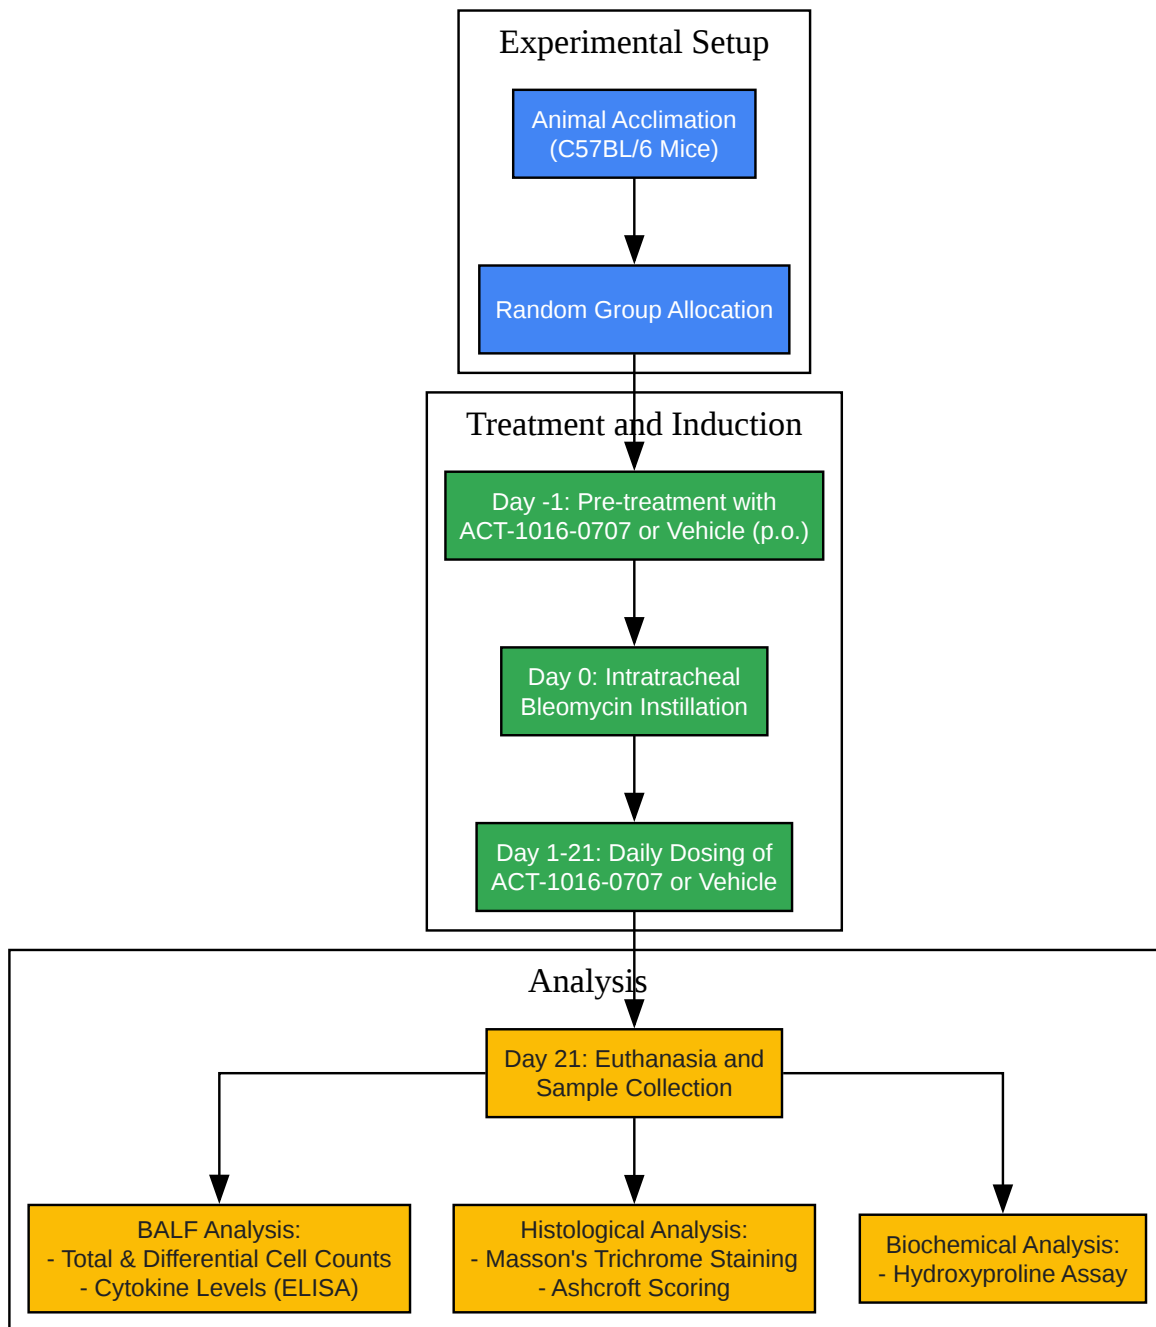 Experimental Setup
Animal Acclimation
(C57BL/6 Mice)
Random Group Allocation
Treatment and Induction
Day -1: Pre-treatment with
ACT-1016-0707 or Vehicle (p.o.)
Day 0: Intratracheal
Bleomycin Instillation
Day 1-21: Daily Dosing of
ACT-1016-0707 or Vehicle
Analysis
Day 21: Euthanasia and
Sample Collection
BALF Analysis:
- Total & Differential Cell Counts
- Cytokine Levels (ELISA)
Histological Analysis:
- Masson's Trichrome Staining
- Ashcroft Scoring
Biochemical Analysis:
- Hydroxyproline Assay